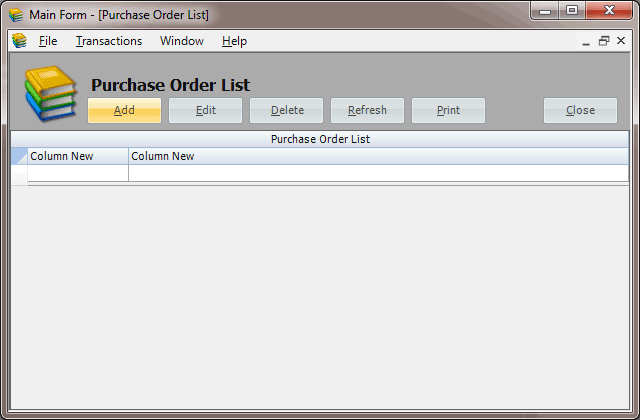 Main Form - [Purchase Order List]
File Transactions Window Help
Purchase Order List
Add Edit Delete Refresh Print Close
Purchase Order List
Column New Column New